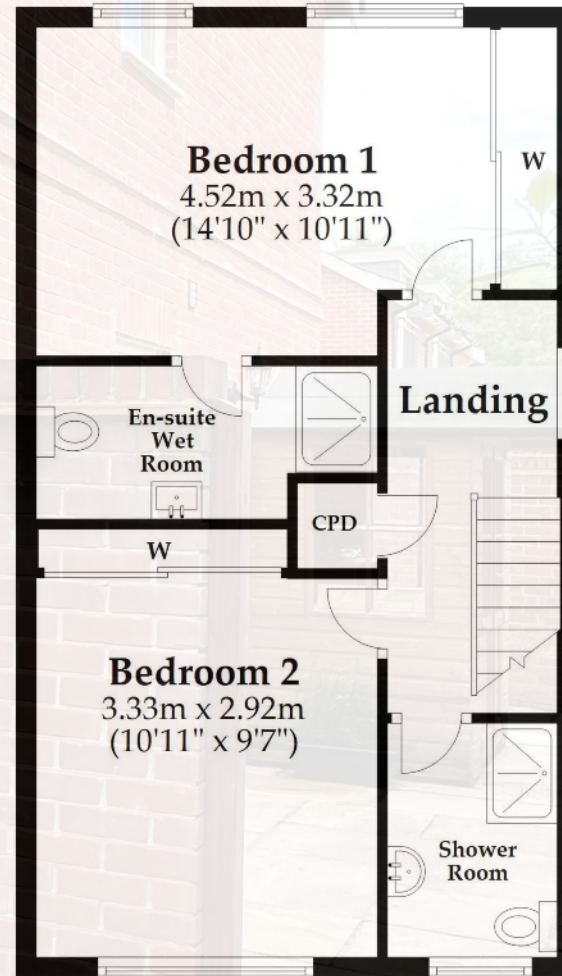 Bedroom 1
4.52m x 3.32m
(14'10" x 10'11")
W
Landing
En-suite
Wet
Room
CPD
W
Bedroom 2
3.33m x 2.92m
(10'11" x 9'7")
Shower
Room